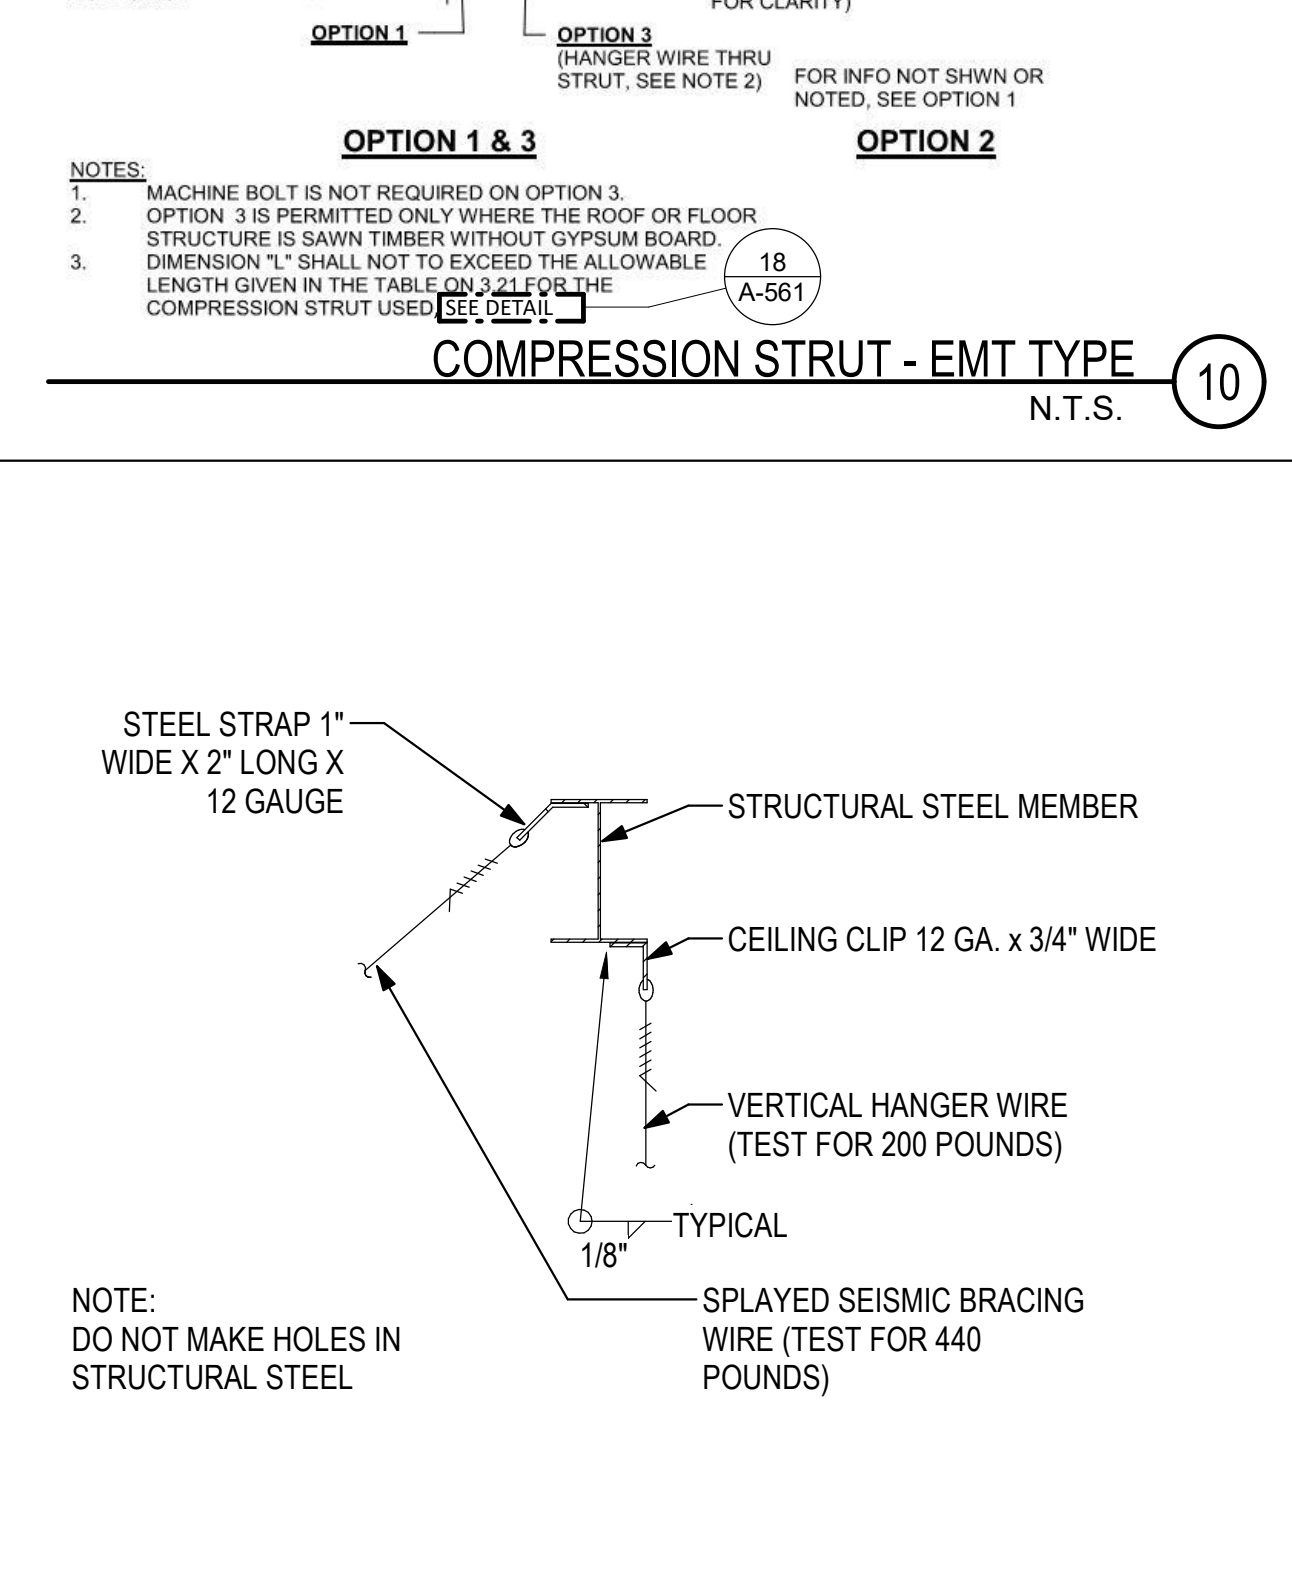 FOR CLARITY)
OPTION 1
OPTION 3
(HANGER WIRE THRU
STRUT, SEE NOTE 2)
FOR INFO NOT SHWN OR
NOTED, SEE OPTION 1
OPTION 1 & 3
OPTION 2
NOTES:
1. MACHINE BOLT IS NOT REQUIRED ON OPTION 3.
2. OPTION 3 IS PERMITTED ONLY WHERE THE ROOF OR FLOOR
STRUCTURE IS SAWN TIMBER WITHOUT GYPSUM BOARD.
3. DIMENSION "L" SHALL NOT TO EXCEED THE ALLOWABLE
LENGTH GIVEN IN THE TABLE ON 3.21 FOR THE
COMPRESSION STRUT USED, SEE DETAIL
18
A-561
COMPRESSION STRUT - EMT TYPE
10
N.T.S.
STEEL STRAP 1"
WIDE X 2" LONG X
12 GAUGE
STRUCTURAL STEEL MEMBER
CEILING CLIP 12 GA. x 3/4" WIDE
VERTICAL HANGER WIRE
(TEST FOR 200 POUNDS)
TYPICAL
1/8"
NOTE:
DO NOT MAKE HOLES IN
STRUCTURAL STEEL
SPLAYED SEISMIC BRACING
WIRE (TEST FOR 440
POUNDS)